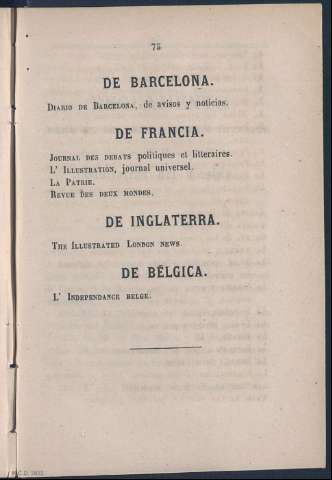 75
DE BARCELONA.
DIARIO DE BARCELONA, de avisos y noticias.
DE FRANCIA.
JOURNAL DES DEBATS politiques et litteraires.
L' ILLUSTRATION, journal universel.
LA PATRIE.
REVUE DES DEUX MONDES.
DE INGLATERRA.
THE ILLUSTRATED LONDON NEWS.
DE BÉLGICA.
L' INDEPENDANCE BELGE.